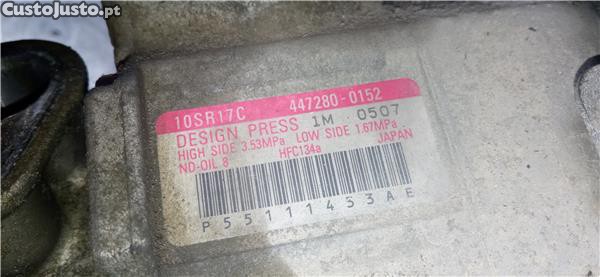 CustoJusto.pt
10SR17C 447280-0152
DESIGN PRESS 1M 0507
HIGH SIDE 3.53MPa LOW SIDE 1.67MPa
ND-OIL 8 HFC134a JAPAN
P55111453AE